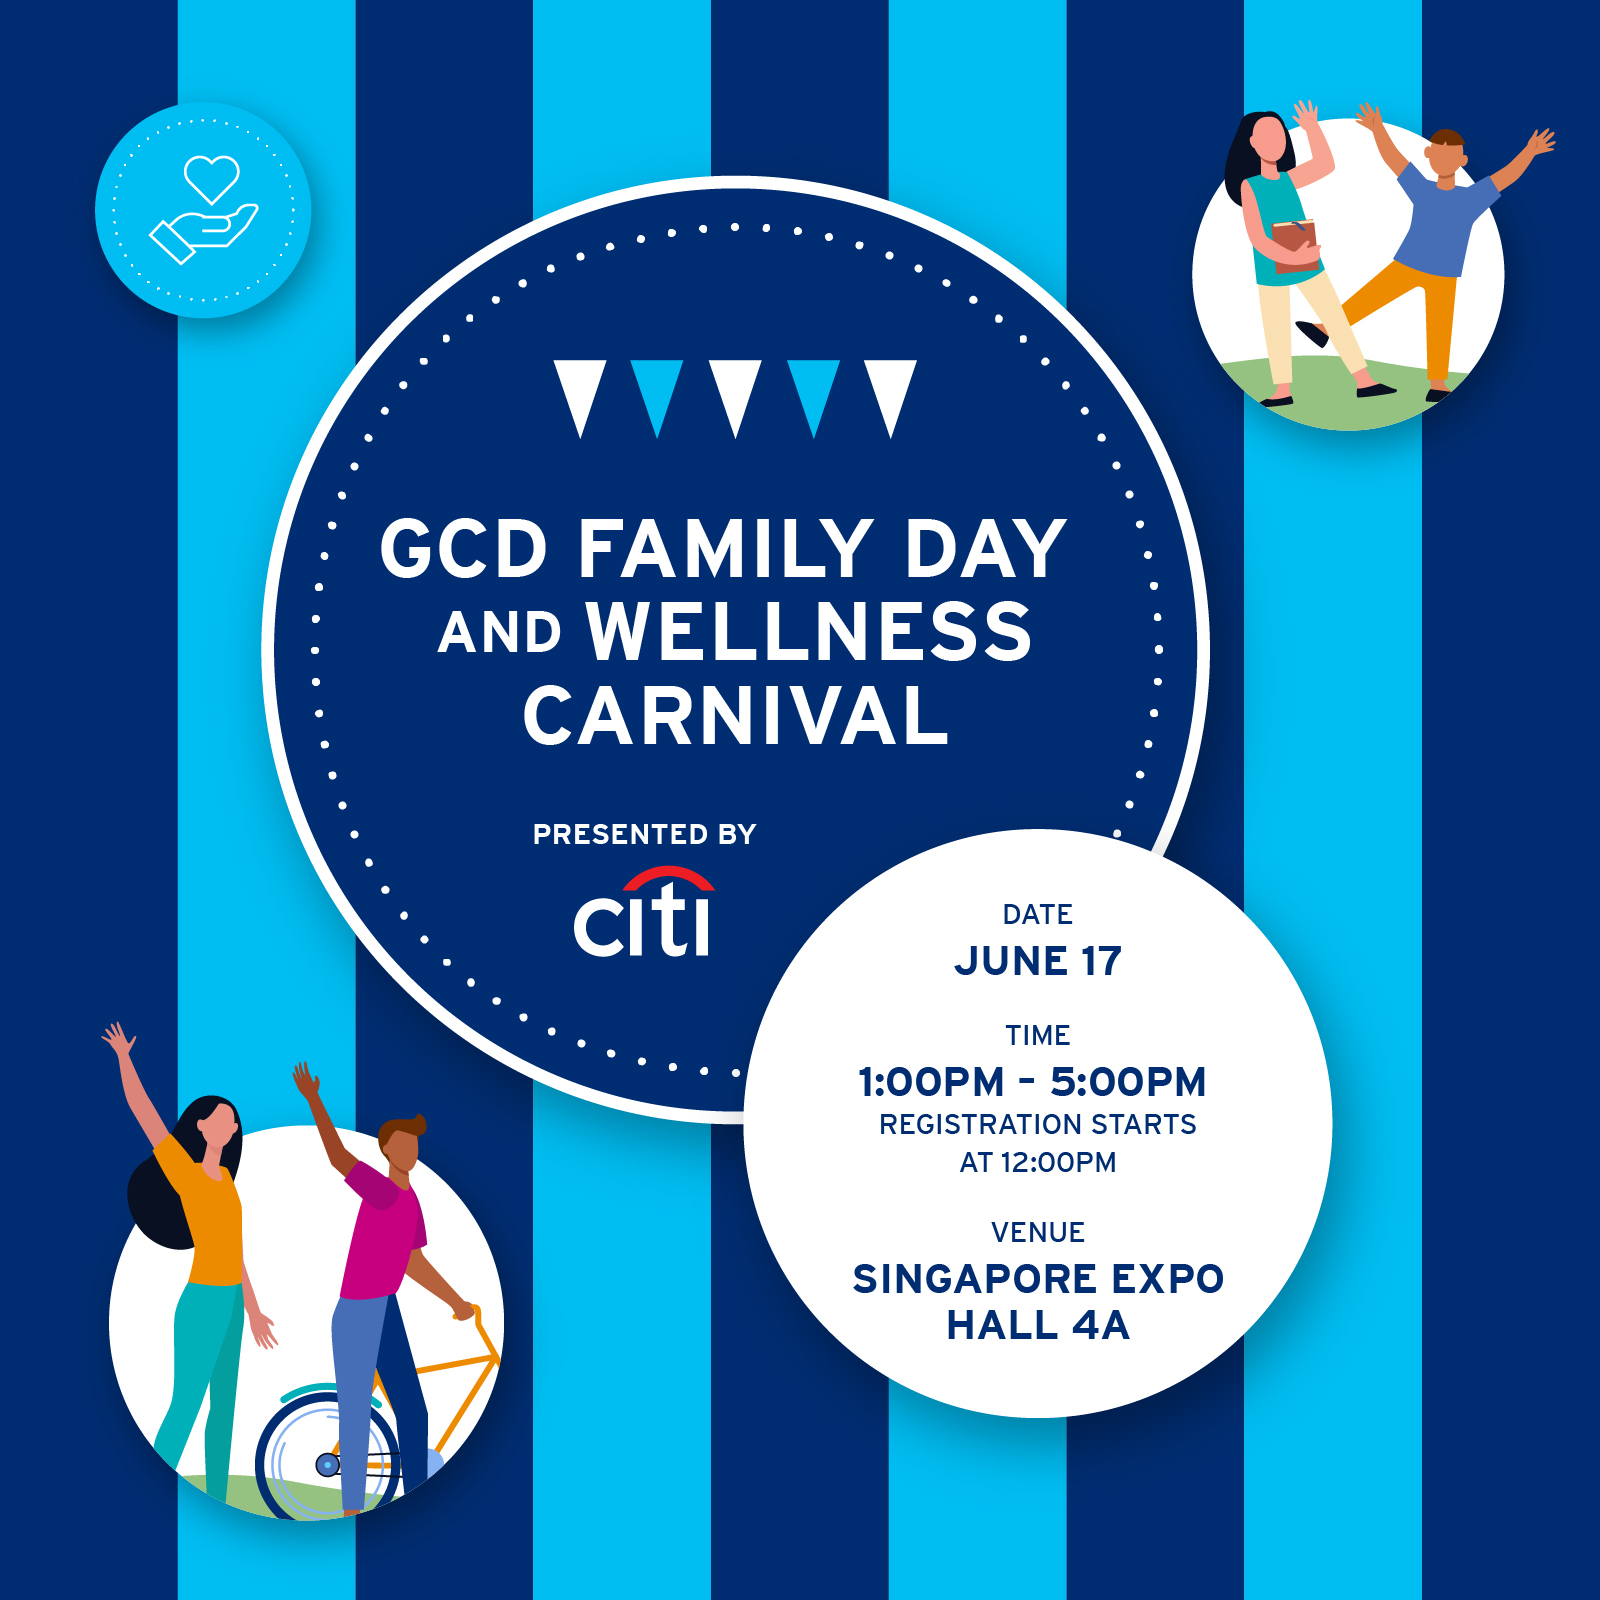 GCD FAMILY DAY
AND WELLNESS
CARNIVAL
PRESENTED BY
citi
DATE
JUNE 17
TIME
1:00PM – 5:00PM
REGISTRATION STARTS
AT 12:00PM
VENUE
SINGAPORE EXPO
HALL 4A